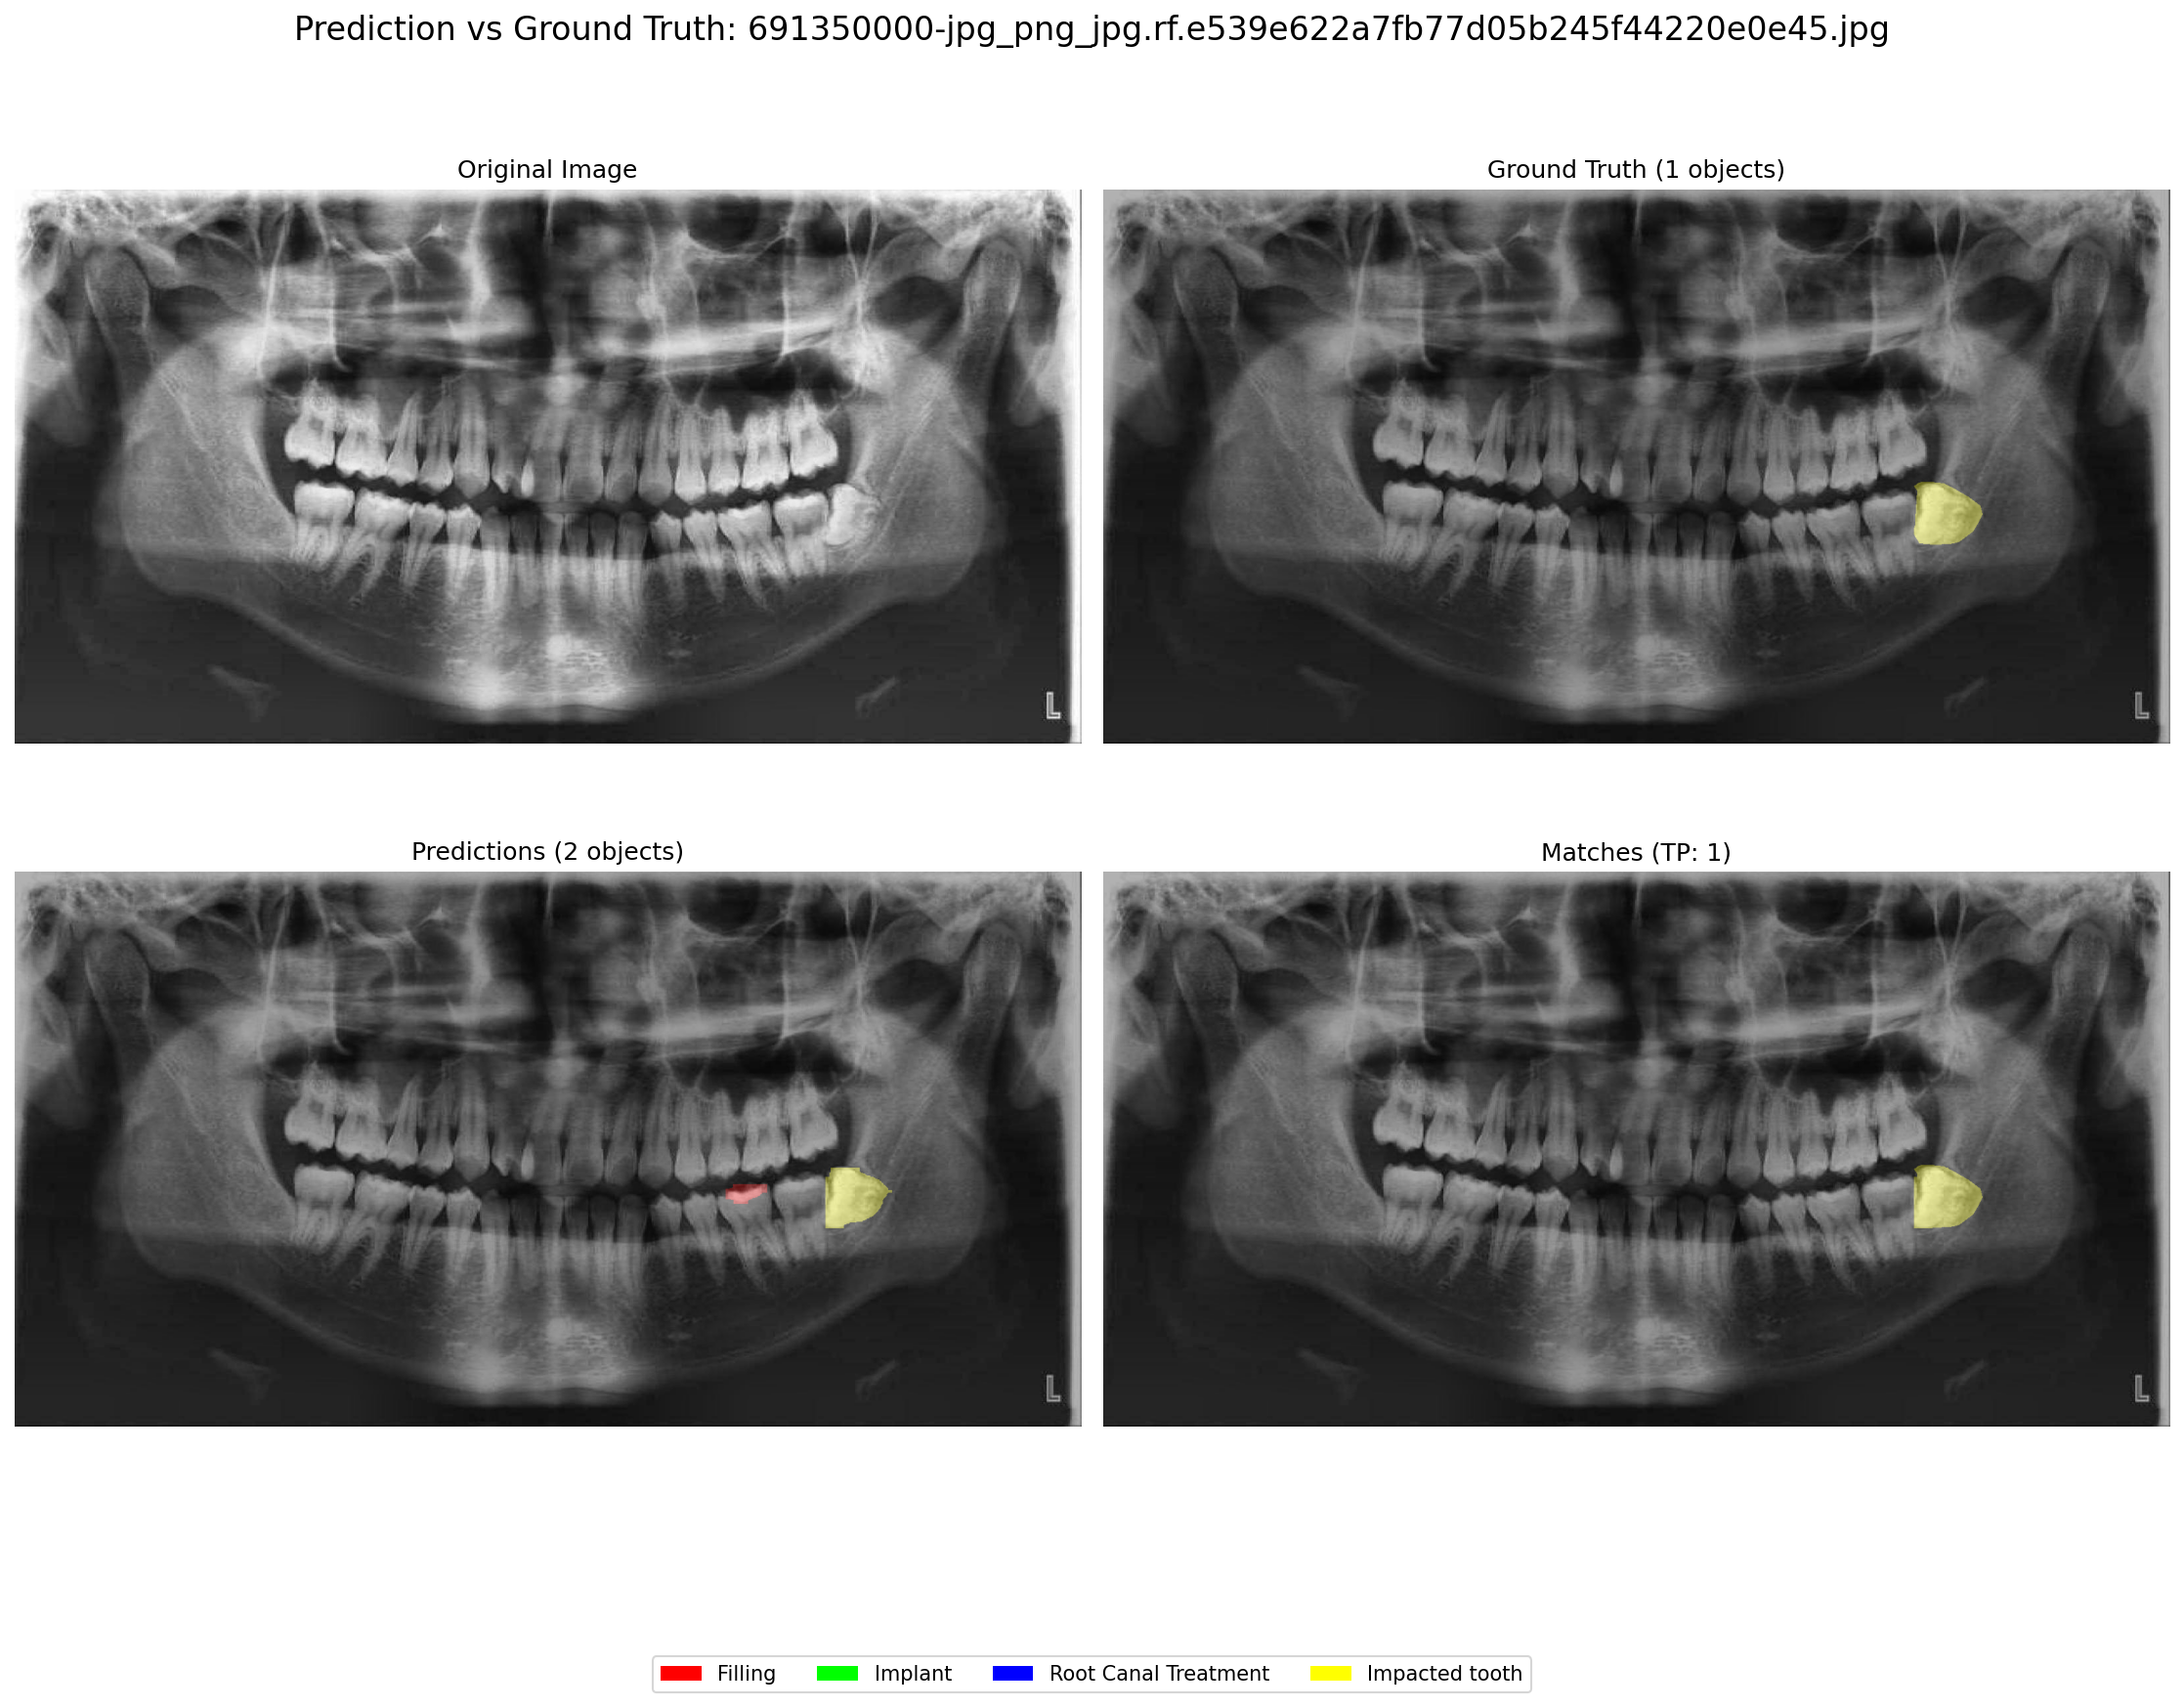 Prediction vs Ground Truth: 691350000-jpg_png_jpg.rf.e539e622a7fb77d05b245f44220e0e45.jpg
Original Image
Ground Truth (1 objects)
L
L
Predictions (2 objects)
Matches (TP: 1)
L
L
Filling
Implant
Root Canal Treatment
Impacted tooth